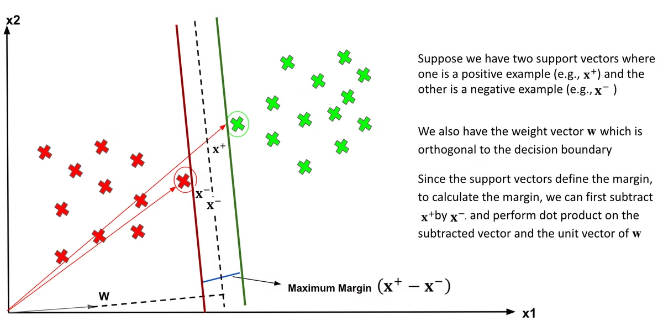 x2
Suppose we have two support vectors where
one is a positive example (e.g., x⁺) and the
other is a negative example (e.g., x⁻ )
We also have the weight vector w which is
orthogonal to the decision boundary
Since the support vectors define the margin,
to calculate the margin, we can first subtract
x⁺by x⁻. and perform dot product on the
subtracted vector and the unit vector of w
x⁺
x⁻
x⁻
W
Maximum Margin (x⁺ − x⁻)
x1